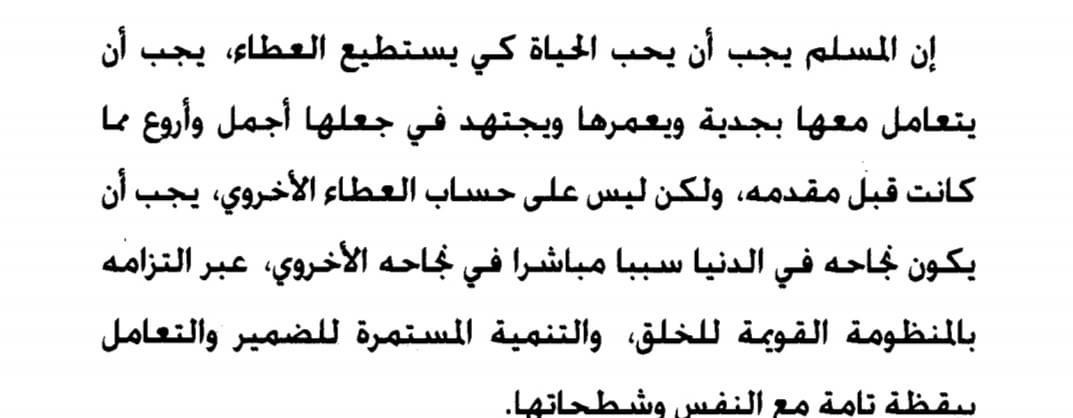 إن المسلم يجب أن يحب الحياة كي يستطيع العطاء، يجب أن
يتعامل معها بجدية ويعمرها ويجتهد في جعلها أجمل وأروع مما
كانت قبل مقدمه، ولكن ليس على حساب العطاء الأخروي، يجب أن
يكون نجاحه في الدنيا سببا مباشرا في نجاحه الأخروي، عبر التزامه
بالمنظومة القويمة للخلق، والتنمية المستمرة للضمير والتعامل
بيقظة تامة مع النفس وشطحاتها.